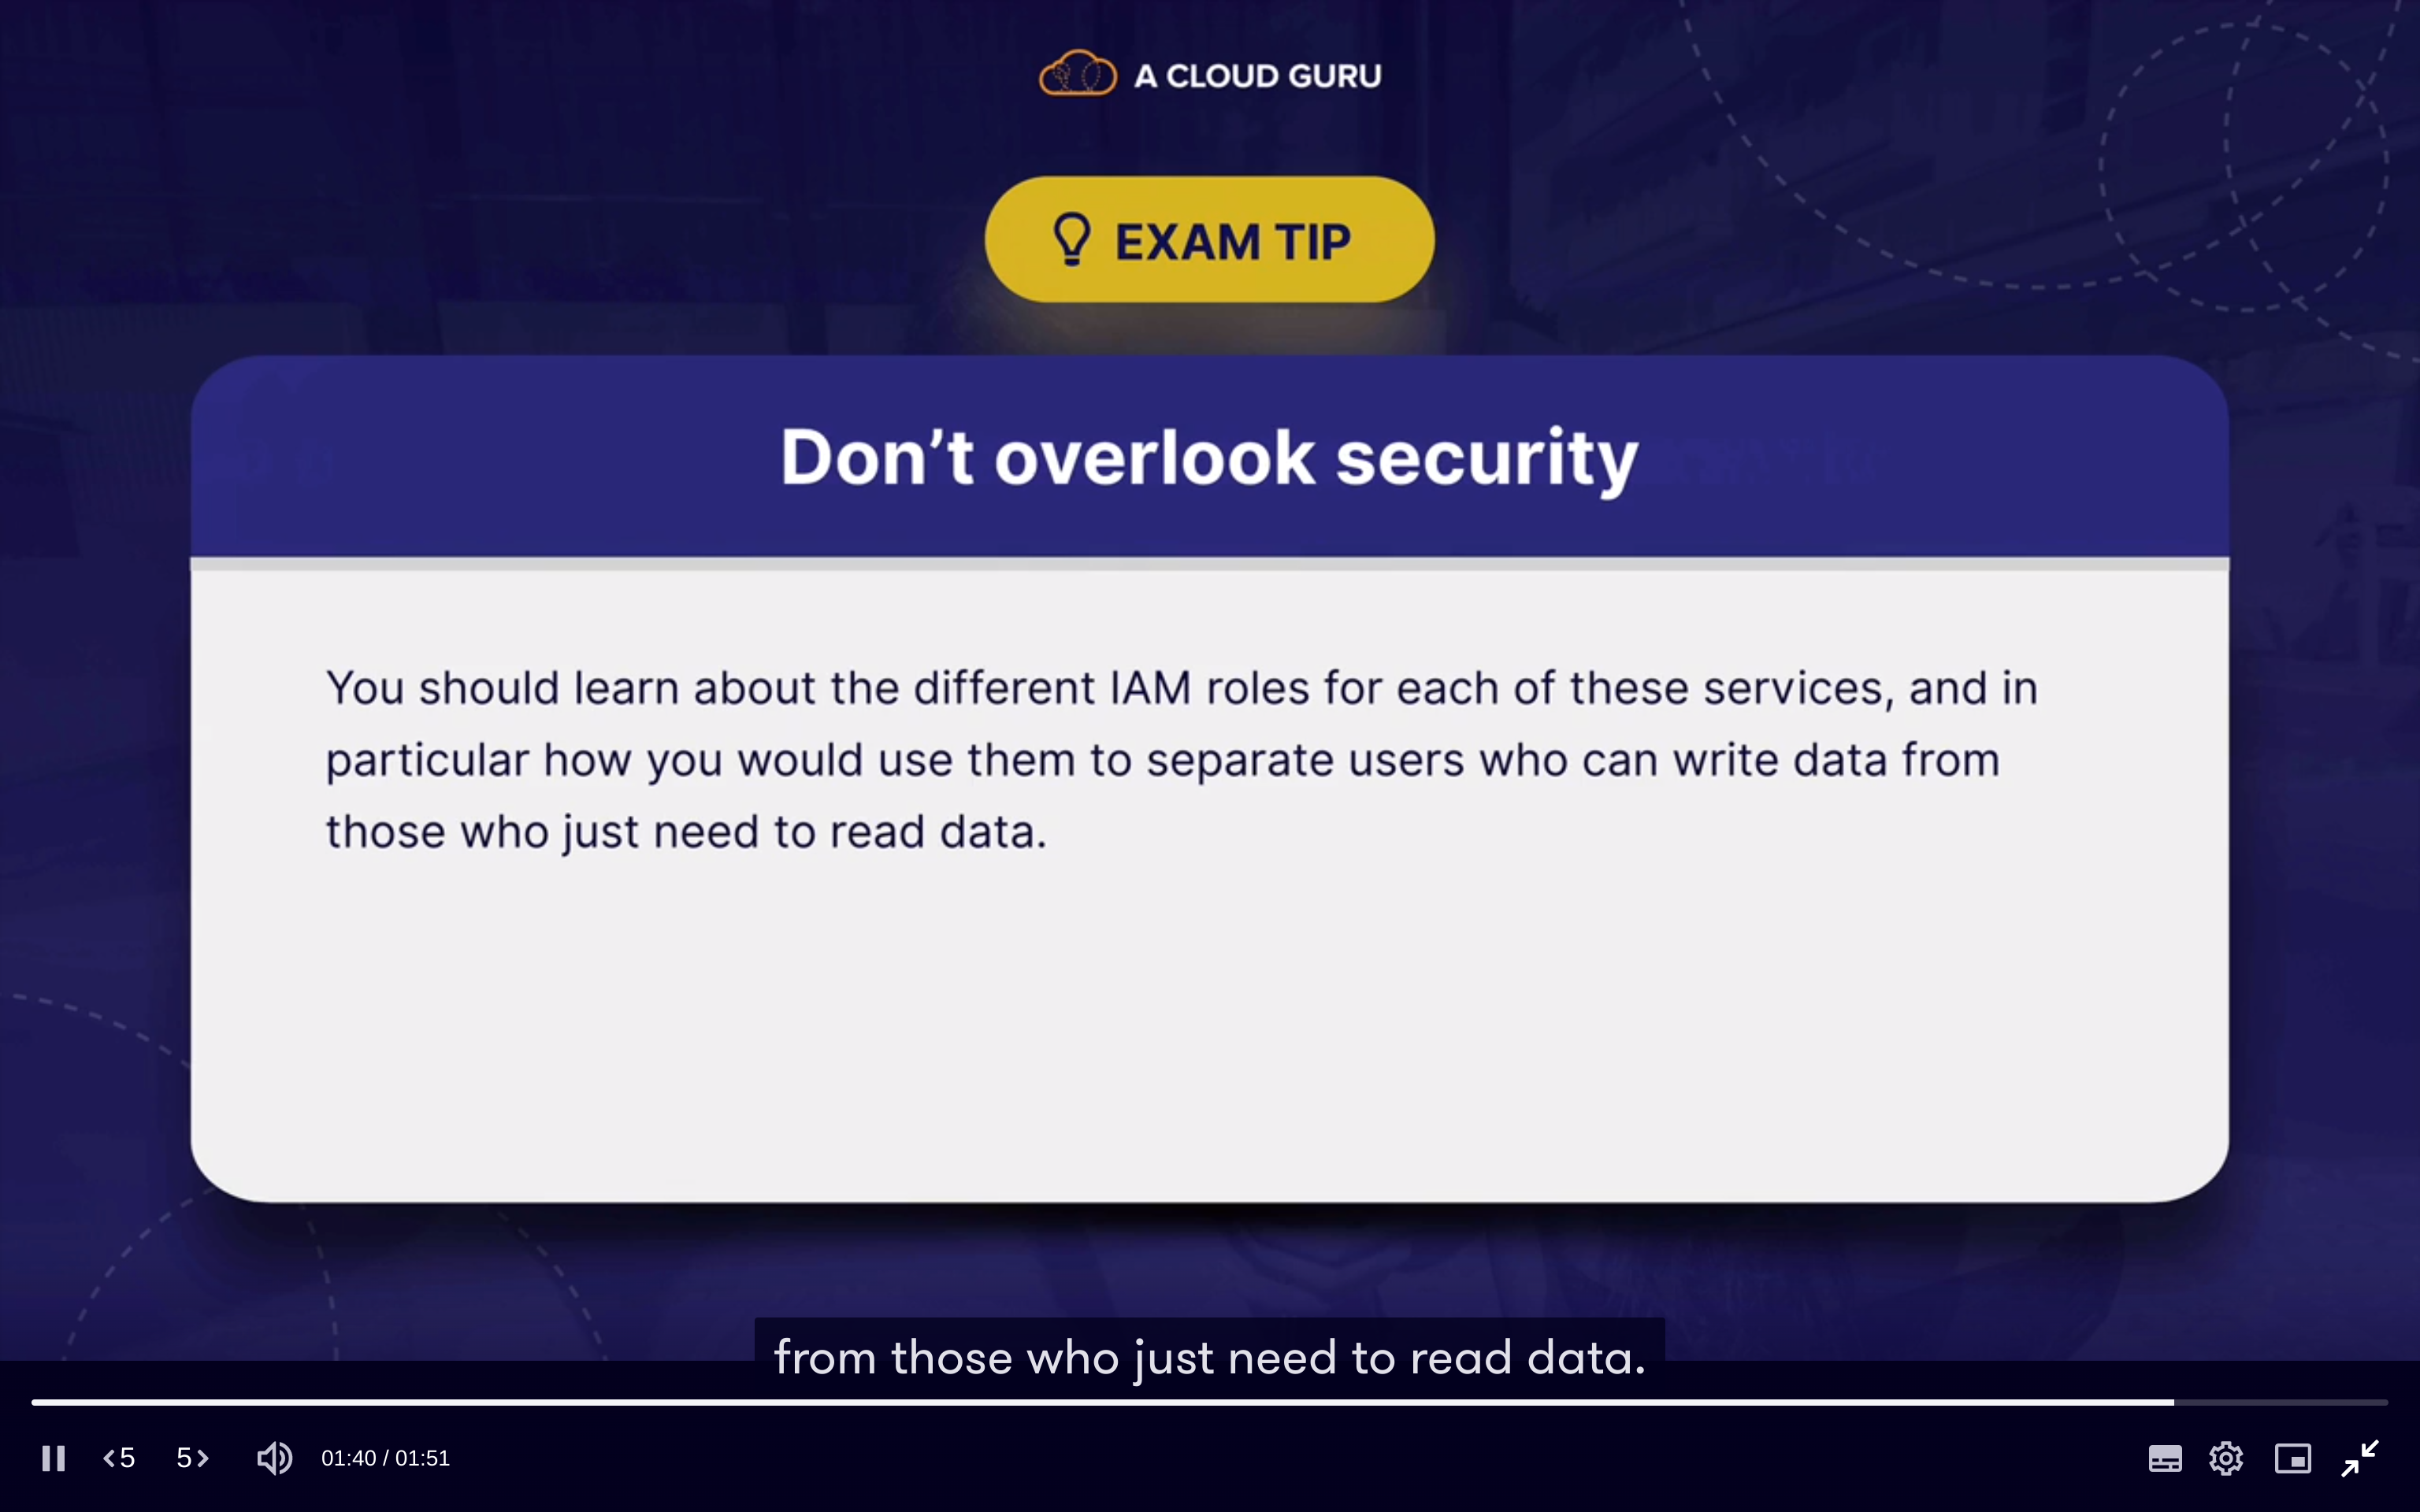 A CLOUD GURU
EXAM TIP
Don’t overlook security
You should learn about the different IAM roles for each of these services, and in
particular how you would use them to separate users who can write data from
those who just need to read data.
from those who just need to read data.
5 5 01:40 / 01:51